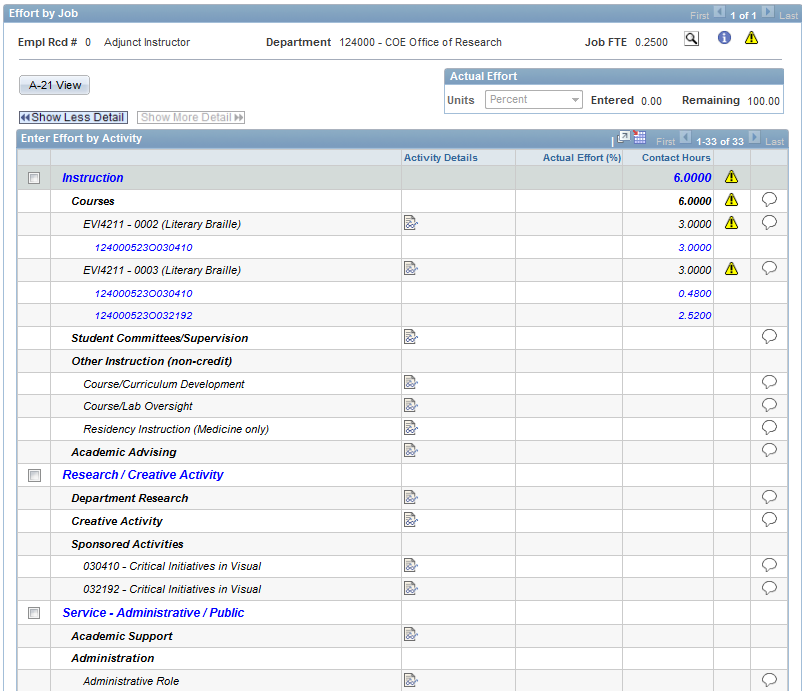 Effort by Job First 1 of 1 Last
Empl Rcd # 0 Adjunct Instructor Department 124000 - COE Office of Research Job FTE 0.2500
A-21 View
Actual Effort
Units Percent Entered 0.00 Remaining 100.00
Show Less Detail Show More Detail
Enter Effort by Activity First 1-33 of 33 Last
Activity Details Actual Effort (%) Contact Hours
Instruction 6.0000
Courses 6.0000
EVI4211 - 0002 (Literary Braille) 3.0000
124000523O030410 3.0000
EVI4211 - 0003 (Literary Braille) 3.0000
124000523O030410 0.4800
124000523O032192 2.5200
Student Committees/Supervision
Other Instruction (non-credit)
Course/Curriculum Development
Course/Lab Oversight
Residency Instruction (Medicine only)
Academic Advising
Research / Creative Activity
Department Research
Creative Activity
Sponsored Activities
030410 - Critical Initiatives in Visual
032192 - Critical Initiatives in Visual
Service - Administrative / Public
Academic Support
Administration
Administrative Role